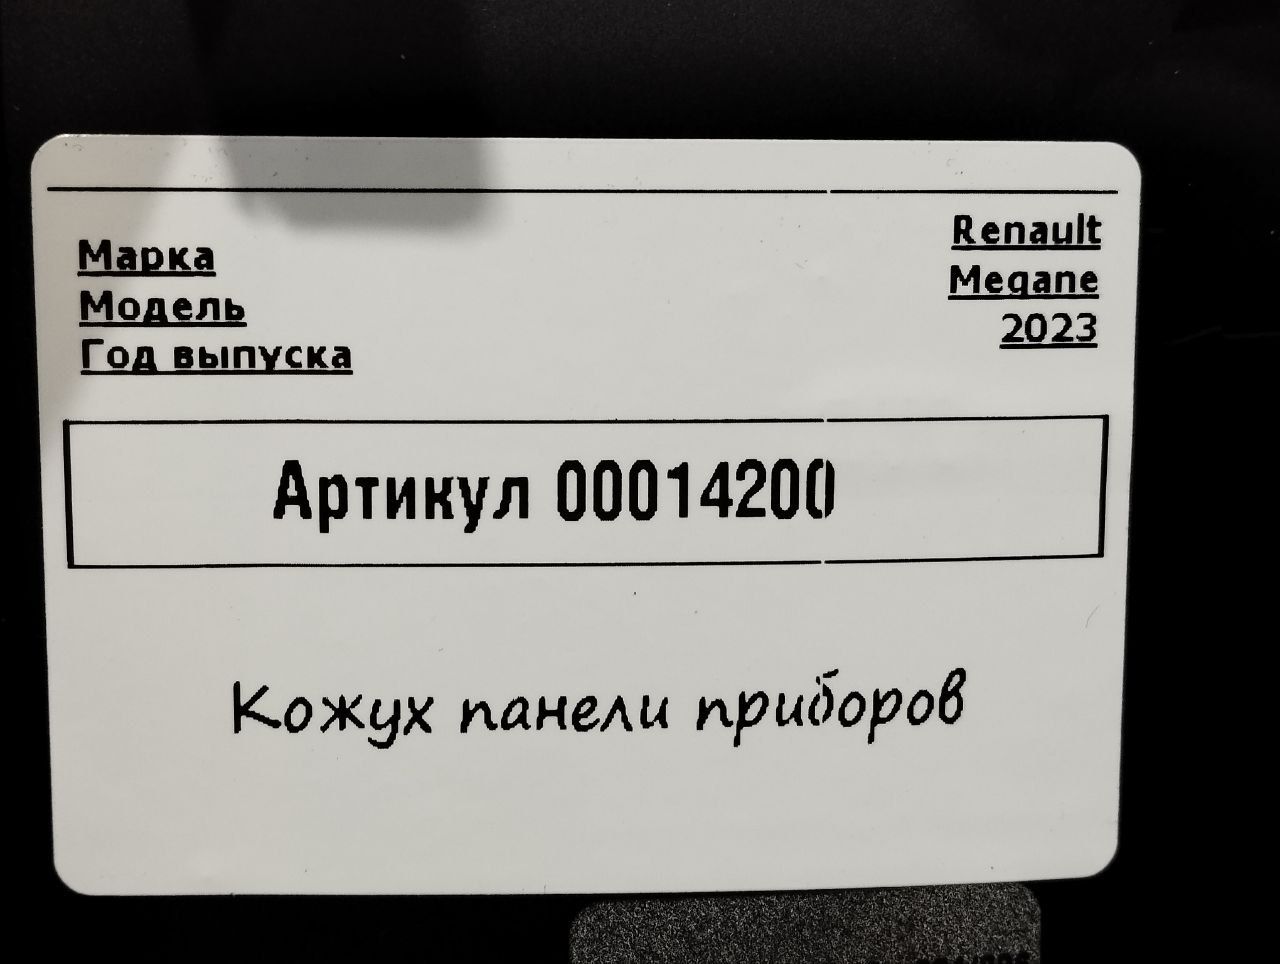 Марка Renault
Модель Megane
Год выпуска 2023
Артикул 00014200
Кожух панели приборов